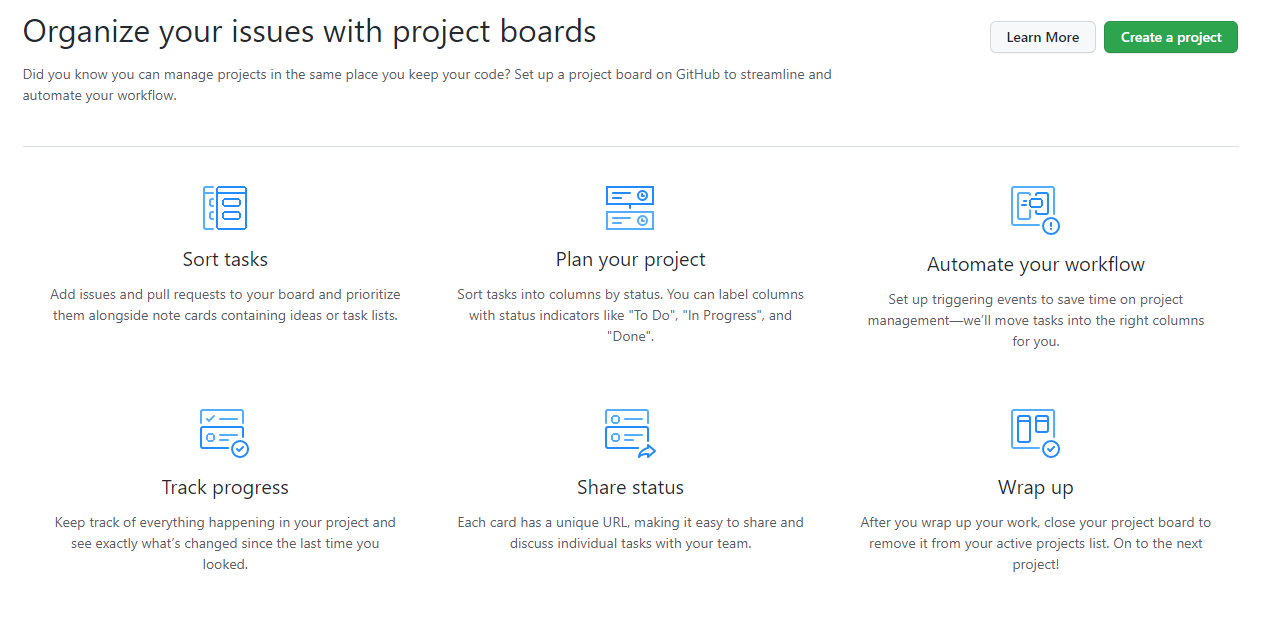 Organize your issues with project boards
Learn More
Create a project
Did you know you can manage projects in the same place you keep your code? Set up a project board on GitHub to streamline and
automate your workflow.
Sort tasks
Add issues and pull requests to your board and prioritize
them alongside note cards containing ideas or task lists.
Plan your project
Sort tasks into columns by status. You can label columns
with status indicators like "To Do", "In Progress", and
"Done".
Automate your workflow
Set up triggering events to save time on project
management—we’ll move tasks into the right columns
for you.
Track progress
Keep track of everything happening in your project and
see exactly what’s changed since the last time you
looked.
Share status
Each card has a unique URL, making it easy to share and
discuss individual tasks with your team.
Wrap up
After you wrap up your work, close your project board to
remove it from your active projects list. On to the next
project!